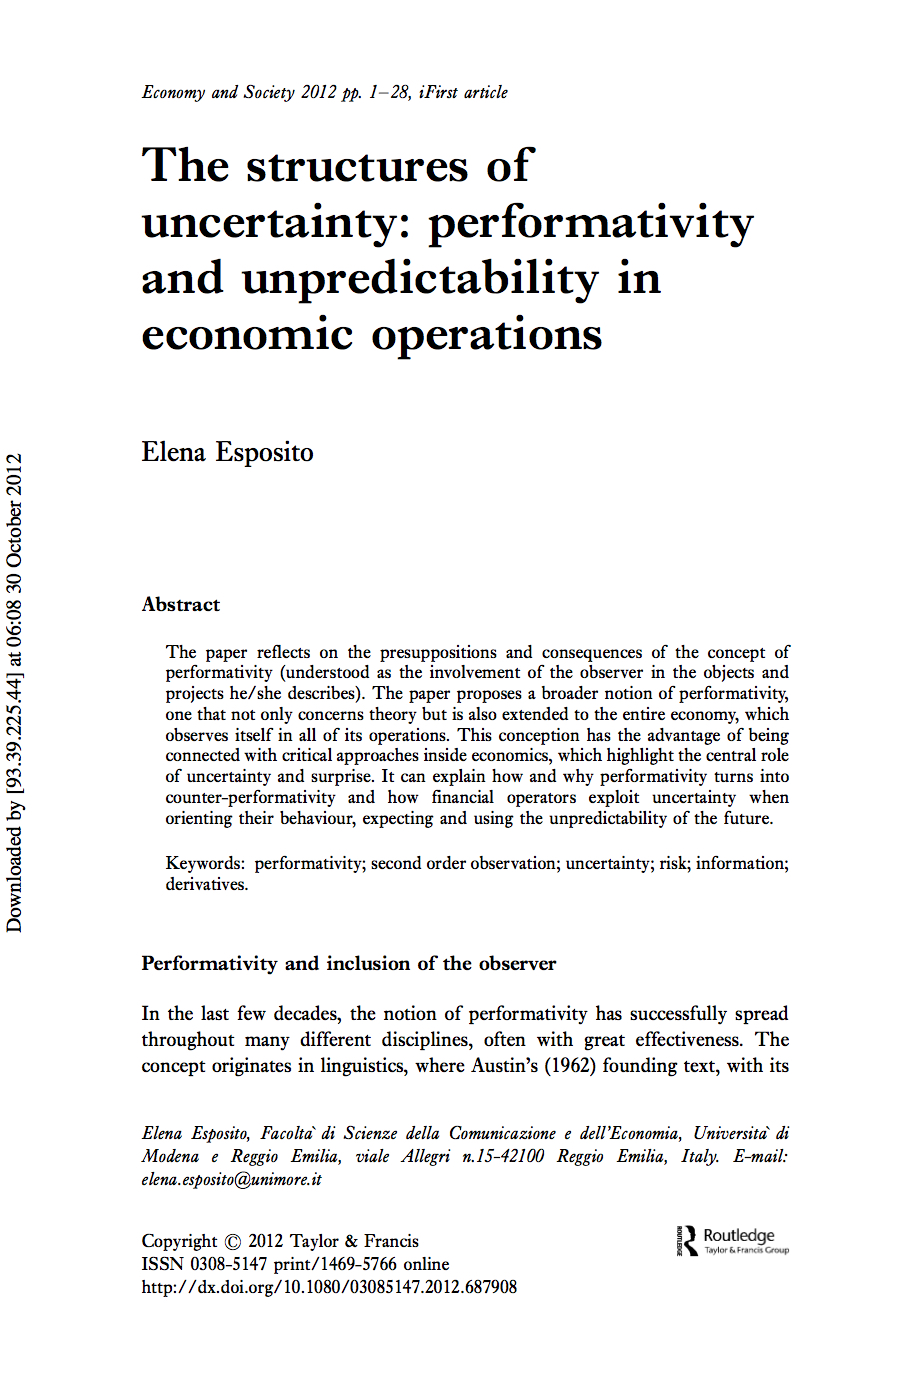 Economy and Society 2012 pp. 1–28, iFirst article
The structures of
uncertainty: performativity
and unpredictability in
economic operations
Elena Esposito
Abstract
The paper reflects on the presuppositions and consequences of the concept of
performativity (understood as the involvement of the observer in the objects and
projects he/she describes). The paper proposes a broader notion of performativity,
one that not only concerns theory but is also extended to the entire economy, which
observes itself in all of its operations. This conception has the advantage of being
connected with critical approaches inside economics, which highlight the central role
of uncertainty and surprise. It can explain how and why performativity turns into
counter-performativity and how financial operators exploit uncertainty when
orienting their behaviour, expecting and using the unpredictability of the future.
Keywords: performativity; second order observation; uncertainty; risk; information;
derivatives.
Performativity and inclusion of the observer
In the last few decades, the notion of performativity has successfully spread
throughout many different disciplines, often with great effectiveness. The
concept originates in linguistics, where Austin's (1962) founding text, with its
Elena Esposito, Facolta` di Scienze della Comunicazione e dell'Economia, Universita` di
Modena e Reggio Emilia, viale Allegri n.15-42100 Reggio Emilia, Italy. E-mail:
elena.esposito@unimore.it
Copyright © 2012 Taylor & Francis
ISSN 0308-5147 print/1469-5766 online
http://dx.doi.org/10.1080/03085147.2012.687908
ROUTLEDGE
Routledge
Taylor & Francis Group
Downloaded by [93.39.225.44] at 06:08 30 October 2012